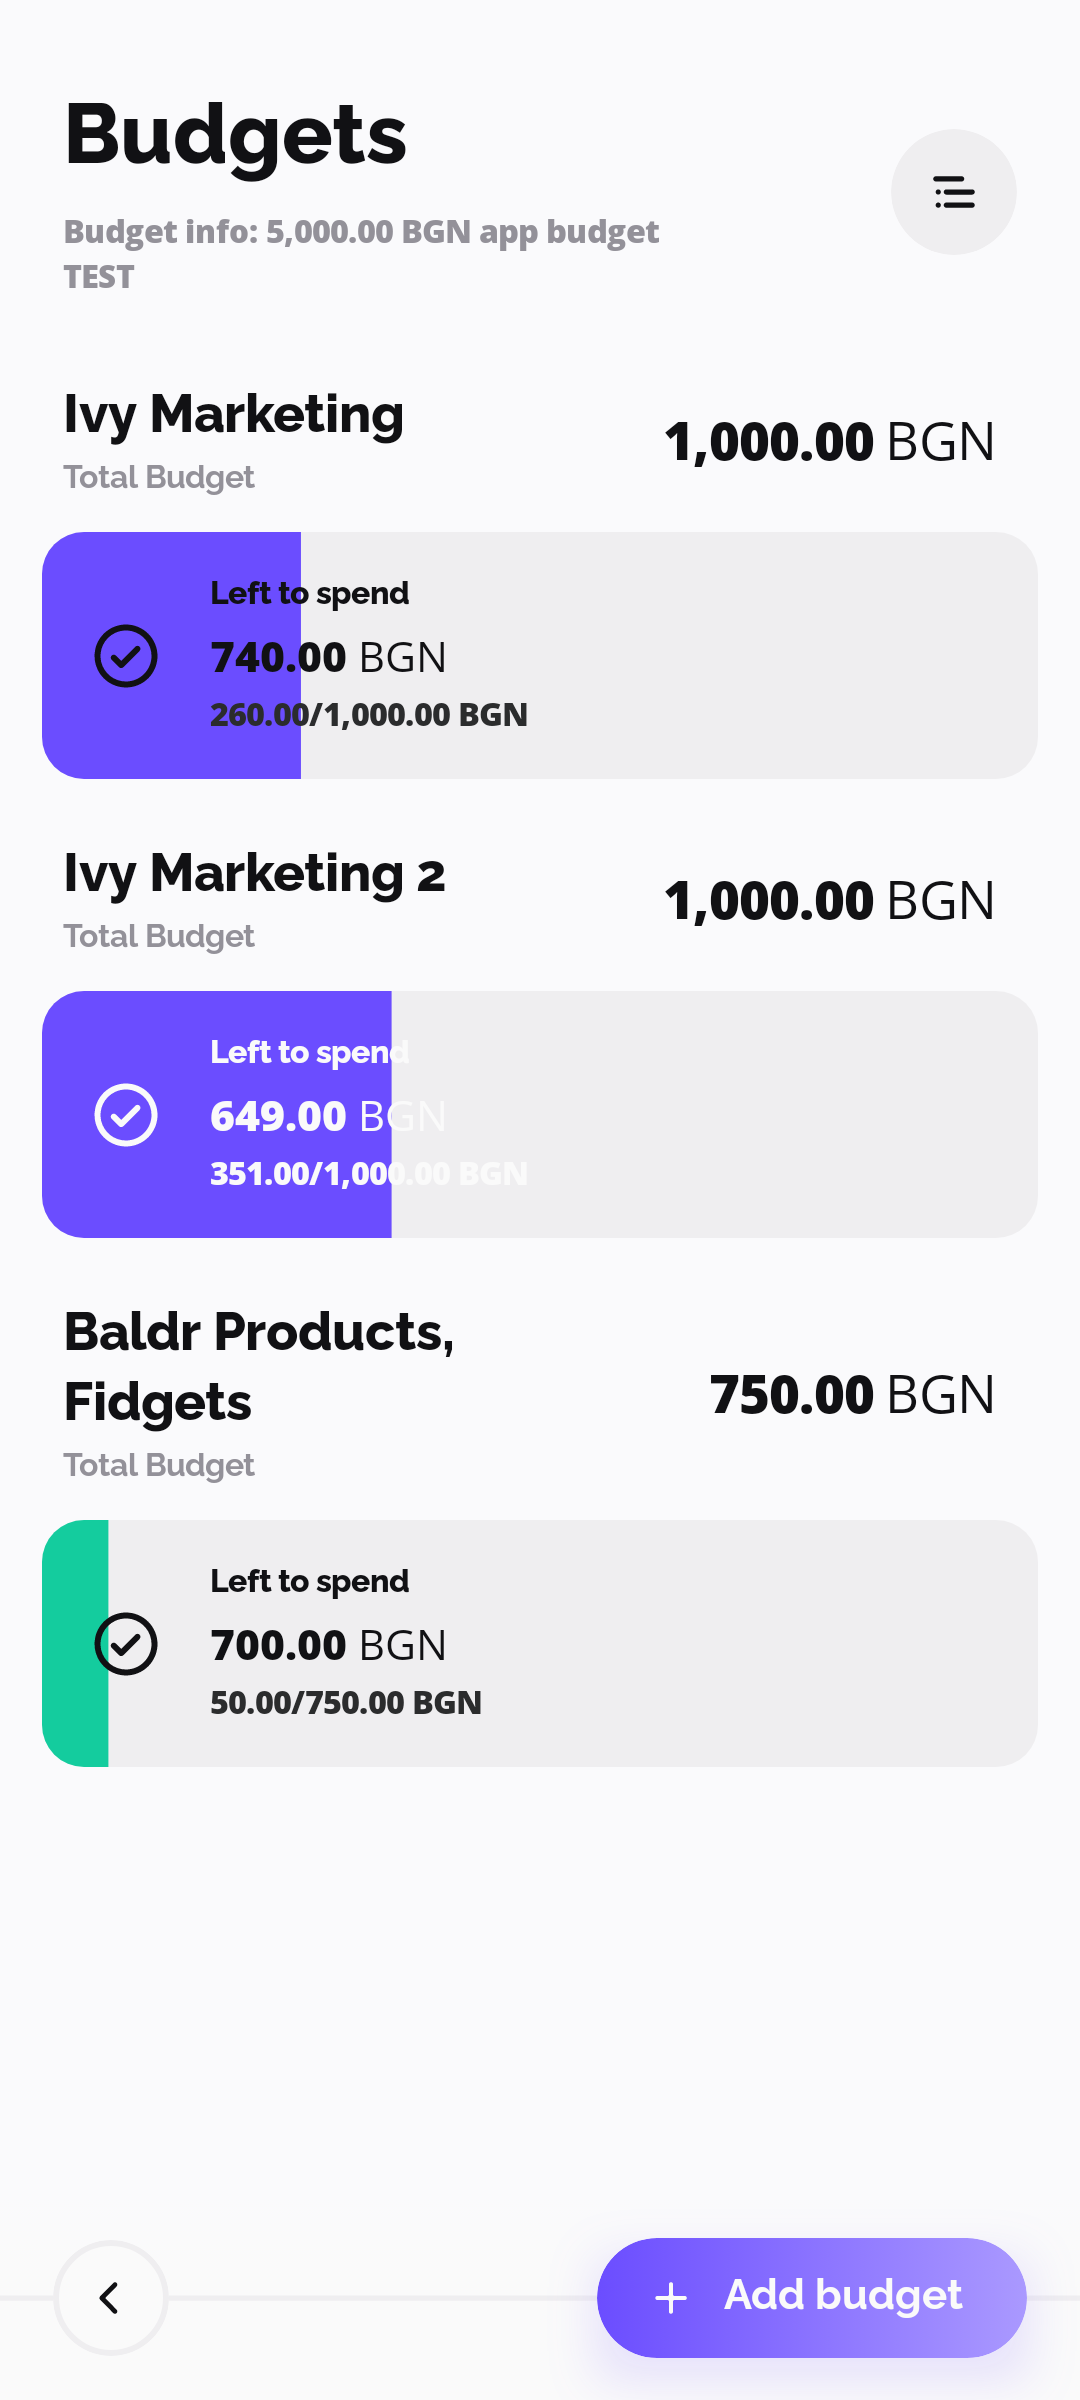 Budgets
Budget info: 5,000.00 BGN app budget
TEST
Ivy Marketing
Total Budget
1,000.00 BGN
Left to spend
740.00 BGN
260.00/1,000.00 BGN
Ivy Marketing 2
Total Budget
1,000.00 BGN
Left to spend
649.00 BGN
351.00/1,000.00 BGN
Baldr Products,
Fidgets
Total Budget
750.00 BGN
Left to spend
700.00 BGN
50.00/750.00 BGN
Add budget